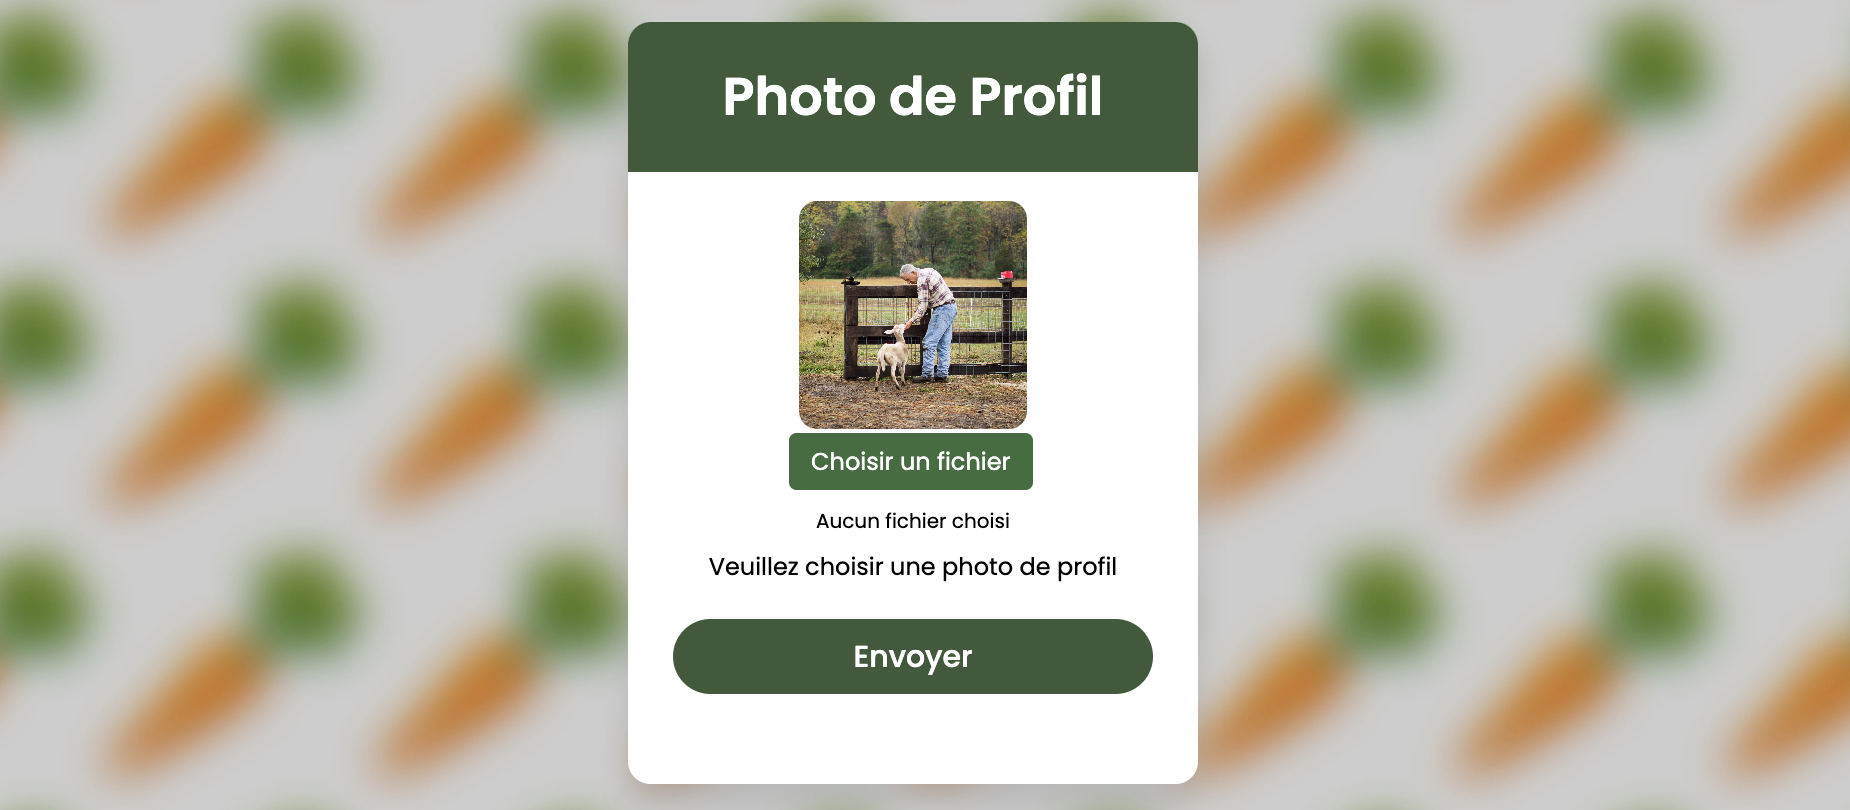 Photo de Profil
Choisir un fichier
Aucun fichier choisi
Veuillez choisir une photo de profil
Envoyer